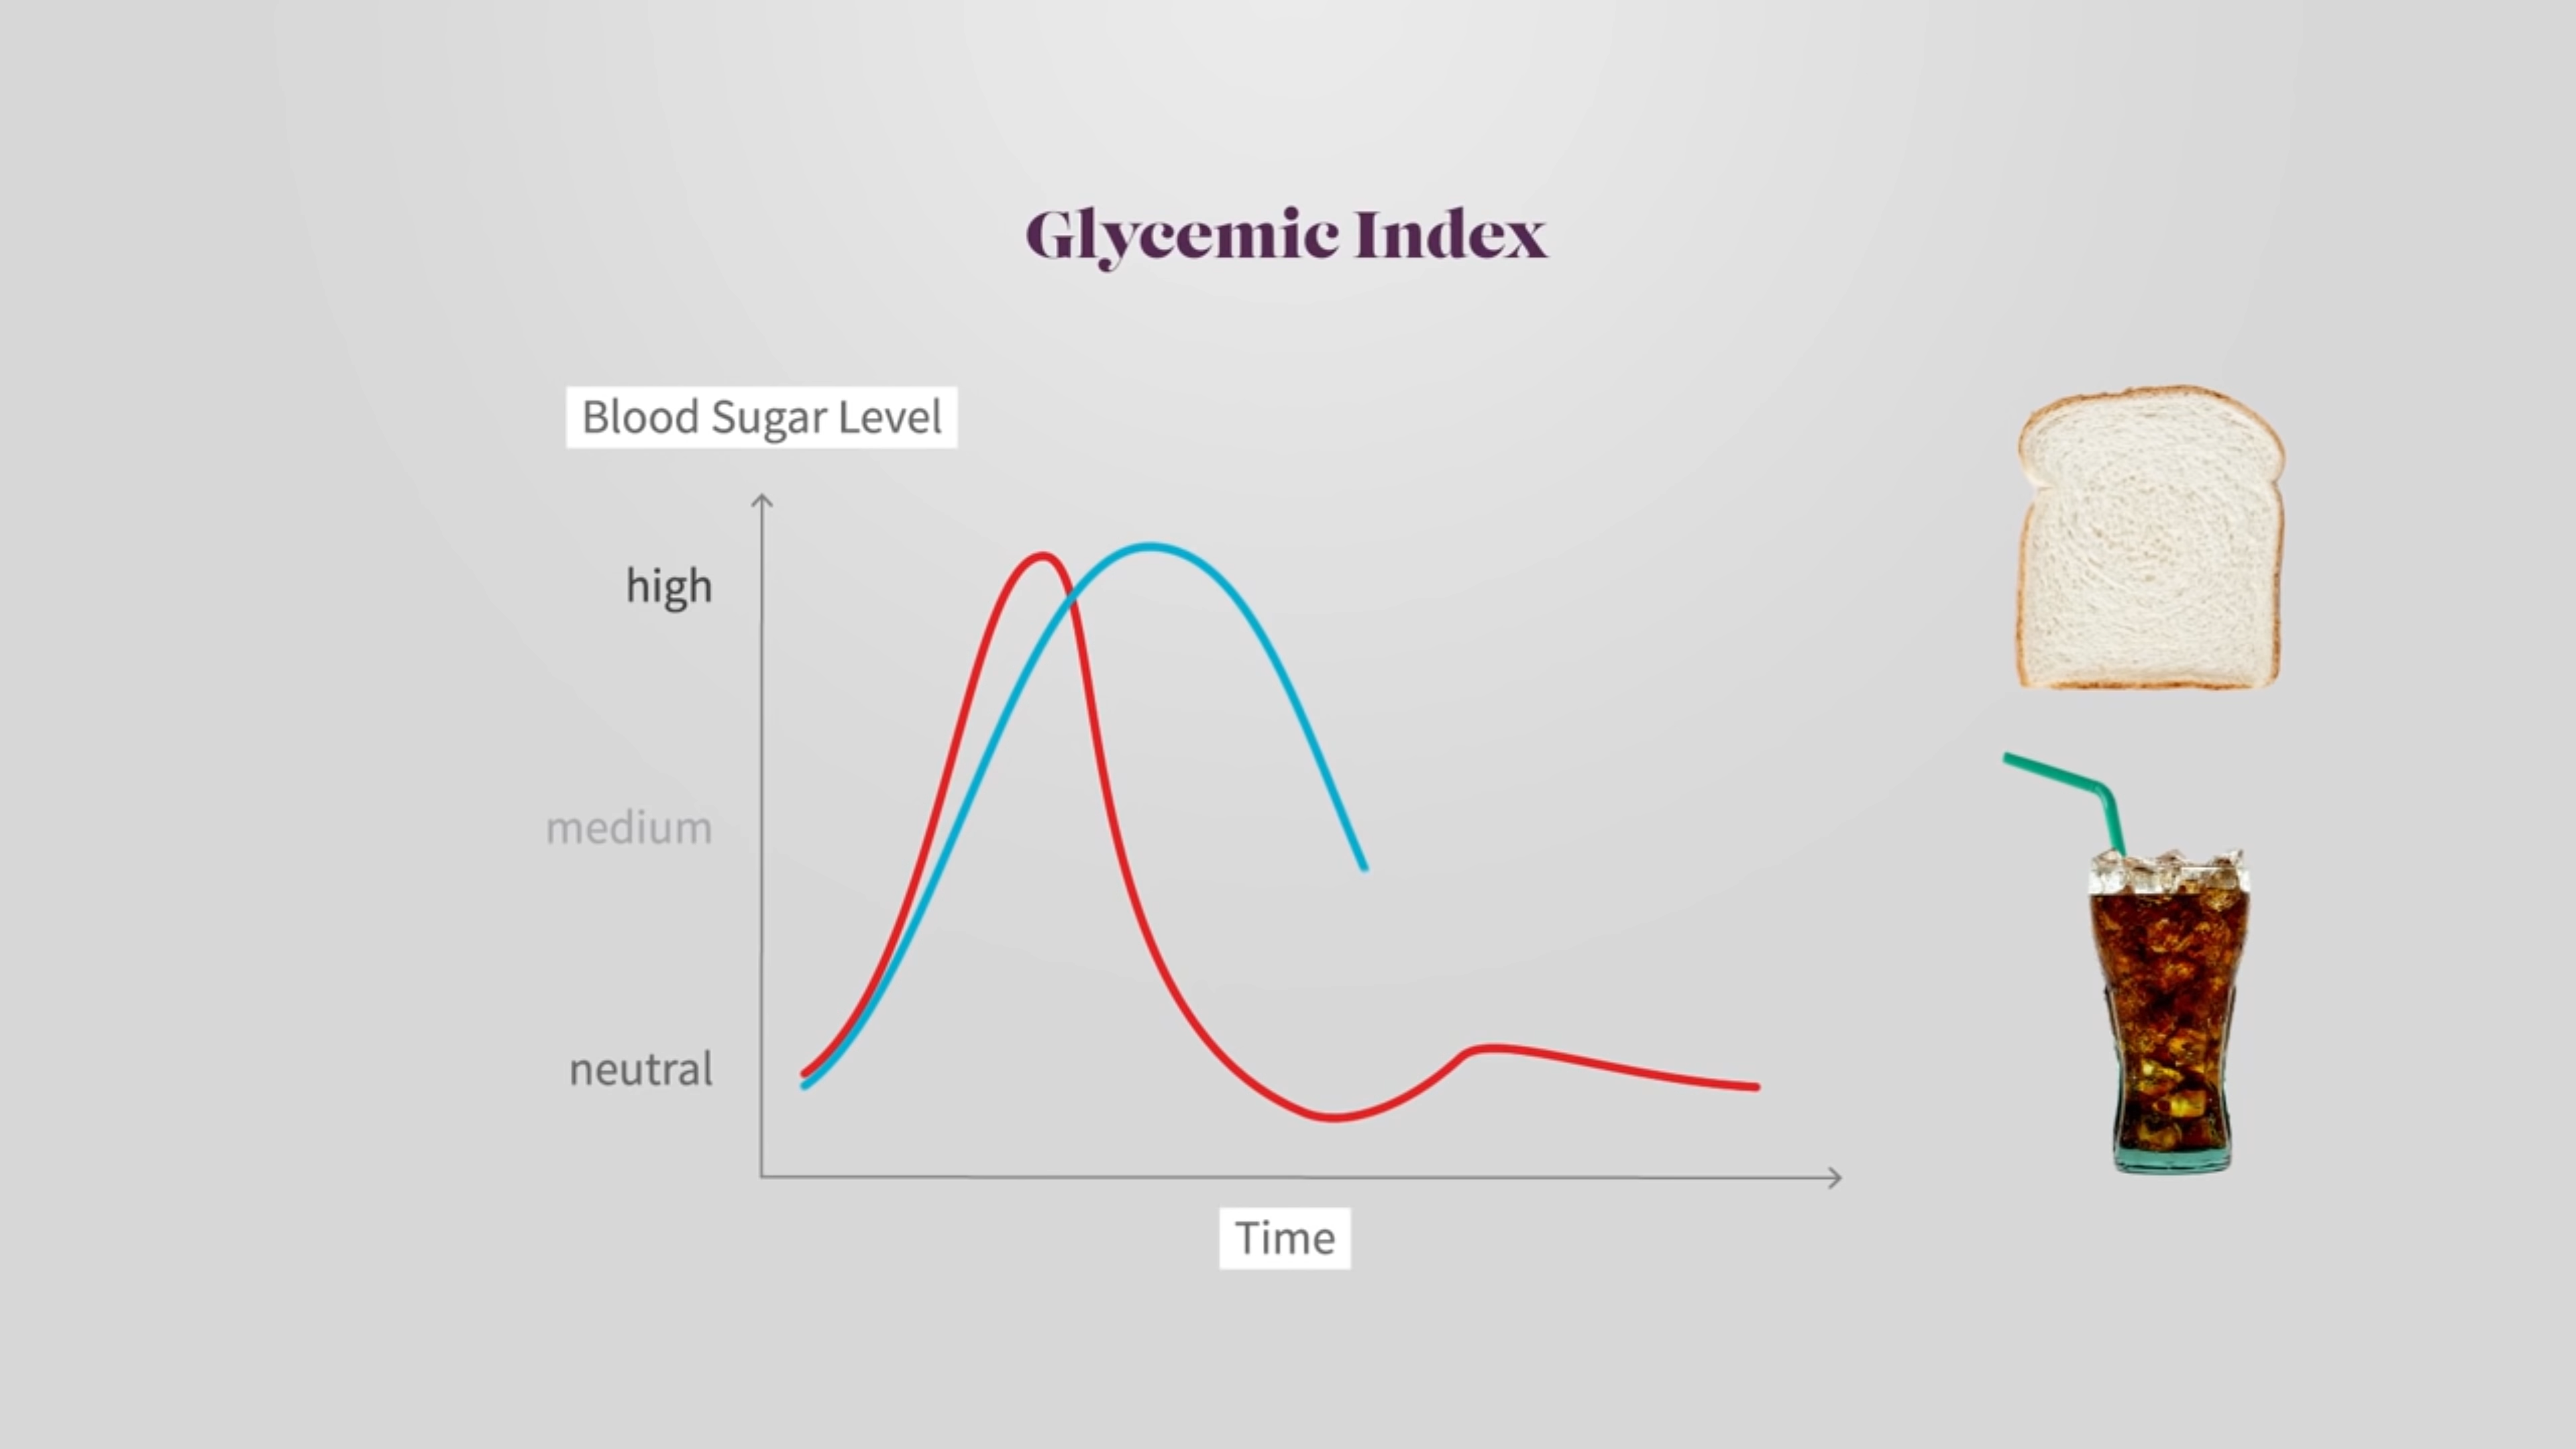 Glycemic Index
Blood Sugar Level
high
medium
neutral
Time